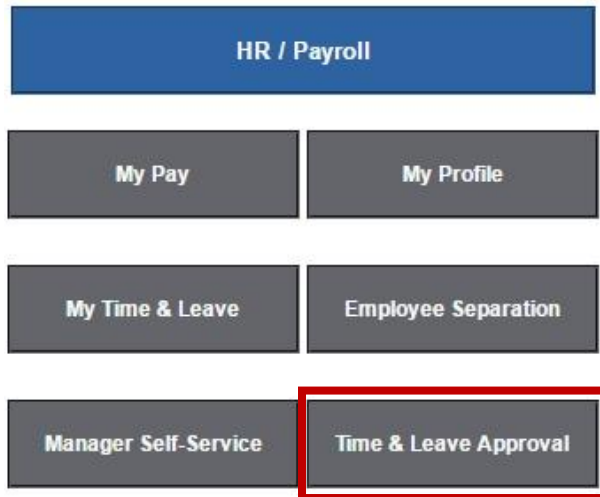 HR / Payroll
My Pay
My Profile
My Time & Leave
Employee Separation
Manager Self-Service
Time & Leave Approval